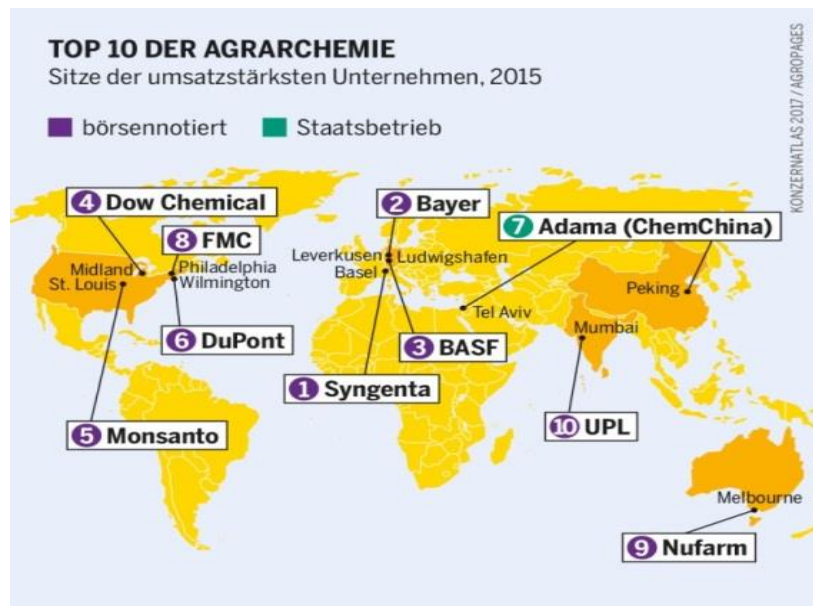 TOP 10 DER AGRARCHEMIE
Sitze der umsatzstärksten Unternehmen, 2015
börsennotiert
Staatsbetrieb
KONZERNATLAS 2017 / AGROPAGES
4 Dow Chemical
8 FMC
Midland
St. Louis
Philadelphia
Wilmington
6 DuPont
5 Monsanto
2 Bayer
Leverkusen
Ludwigshafen
Basel
3 BASF
1 Syngenta
7 Adama (ChemChina)
Tel Aviv
Peking
Mumbai
10 UPL
Melbourne
9 Nufarm